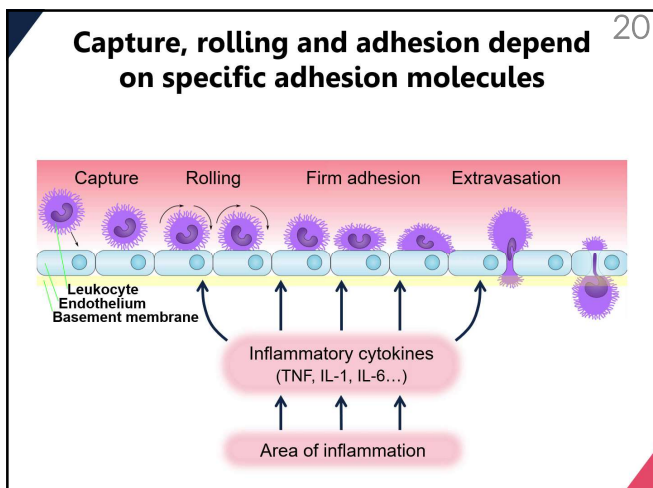 20
Capture, rolling and adhesion depend
on specific adhesion molecules
Capture Rolling Firm adhesion Extravasation
Leukocyte
Endothelium
Basement membrane
Inflammatory cytokines
(TNF, IL-1, IL-6…)
Area of inflammation